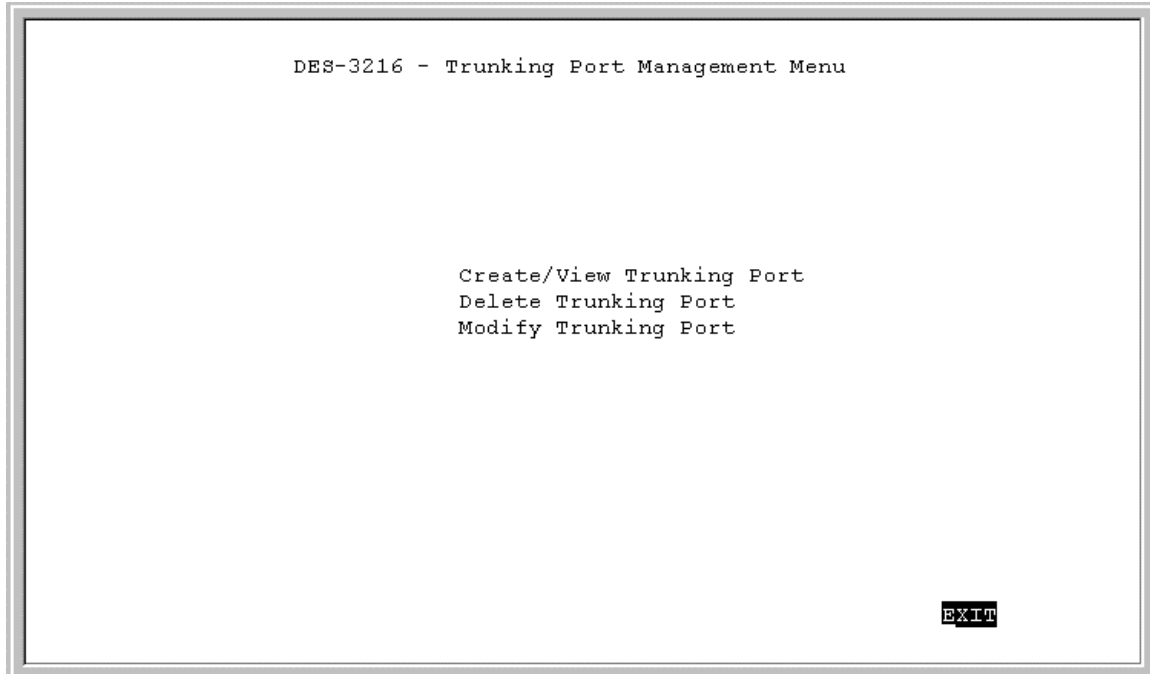 DES-3216 - Trunking Port Management Menu
Create/View Trunking Port
Delete Trunking Port
Modify Trunking Port
EXIT